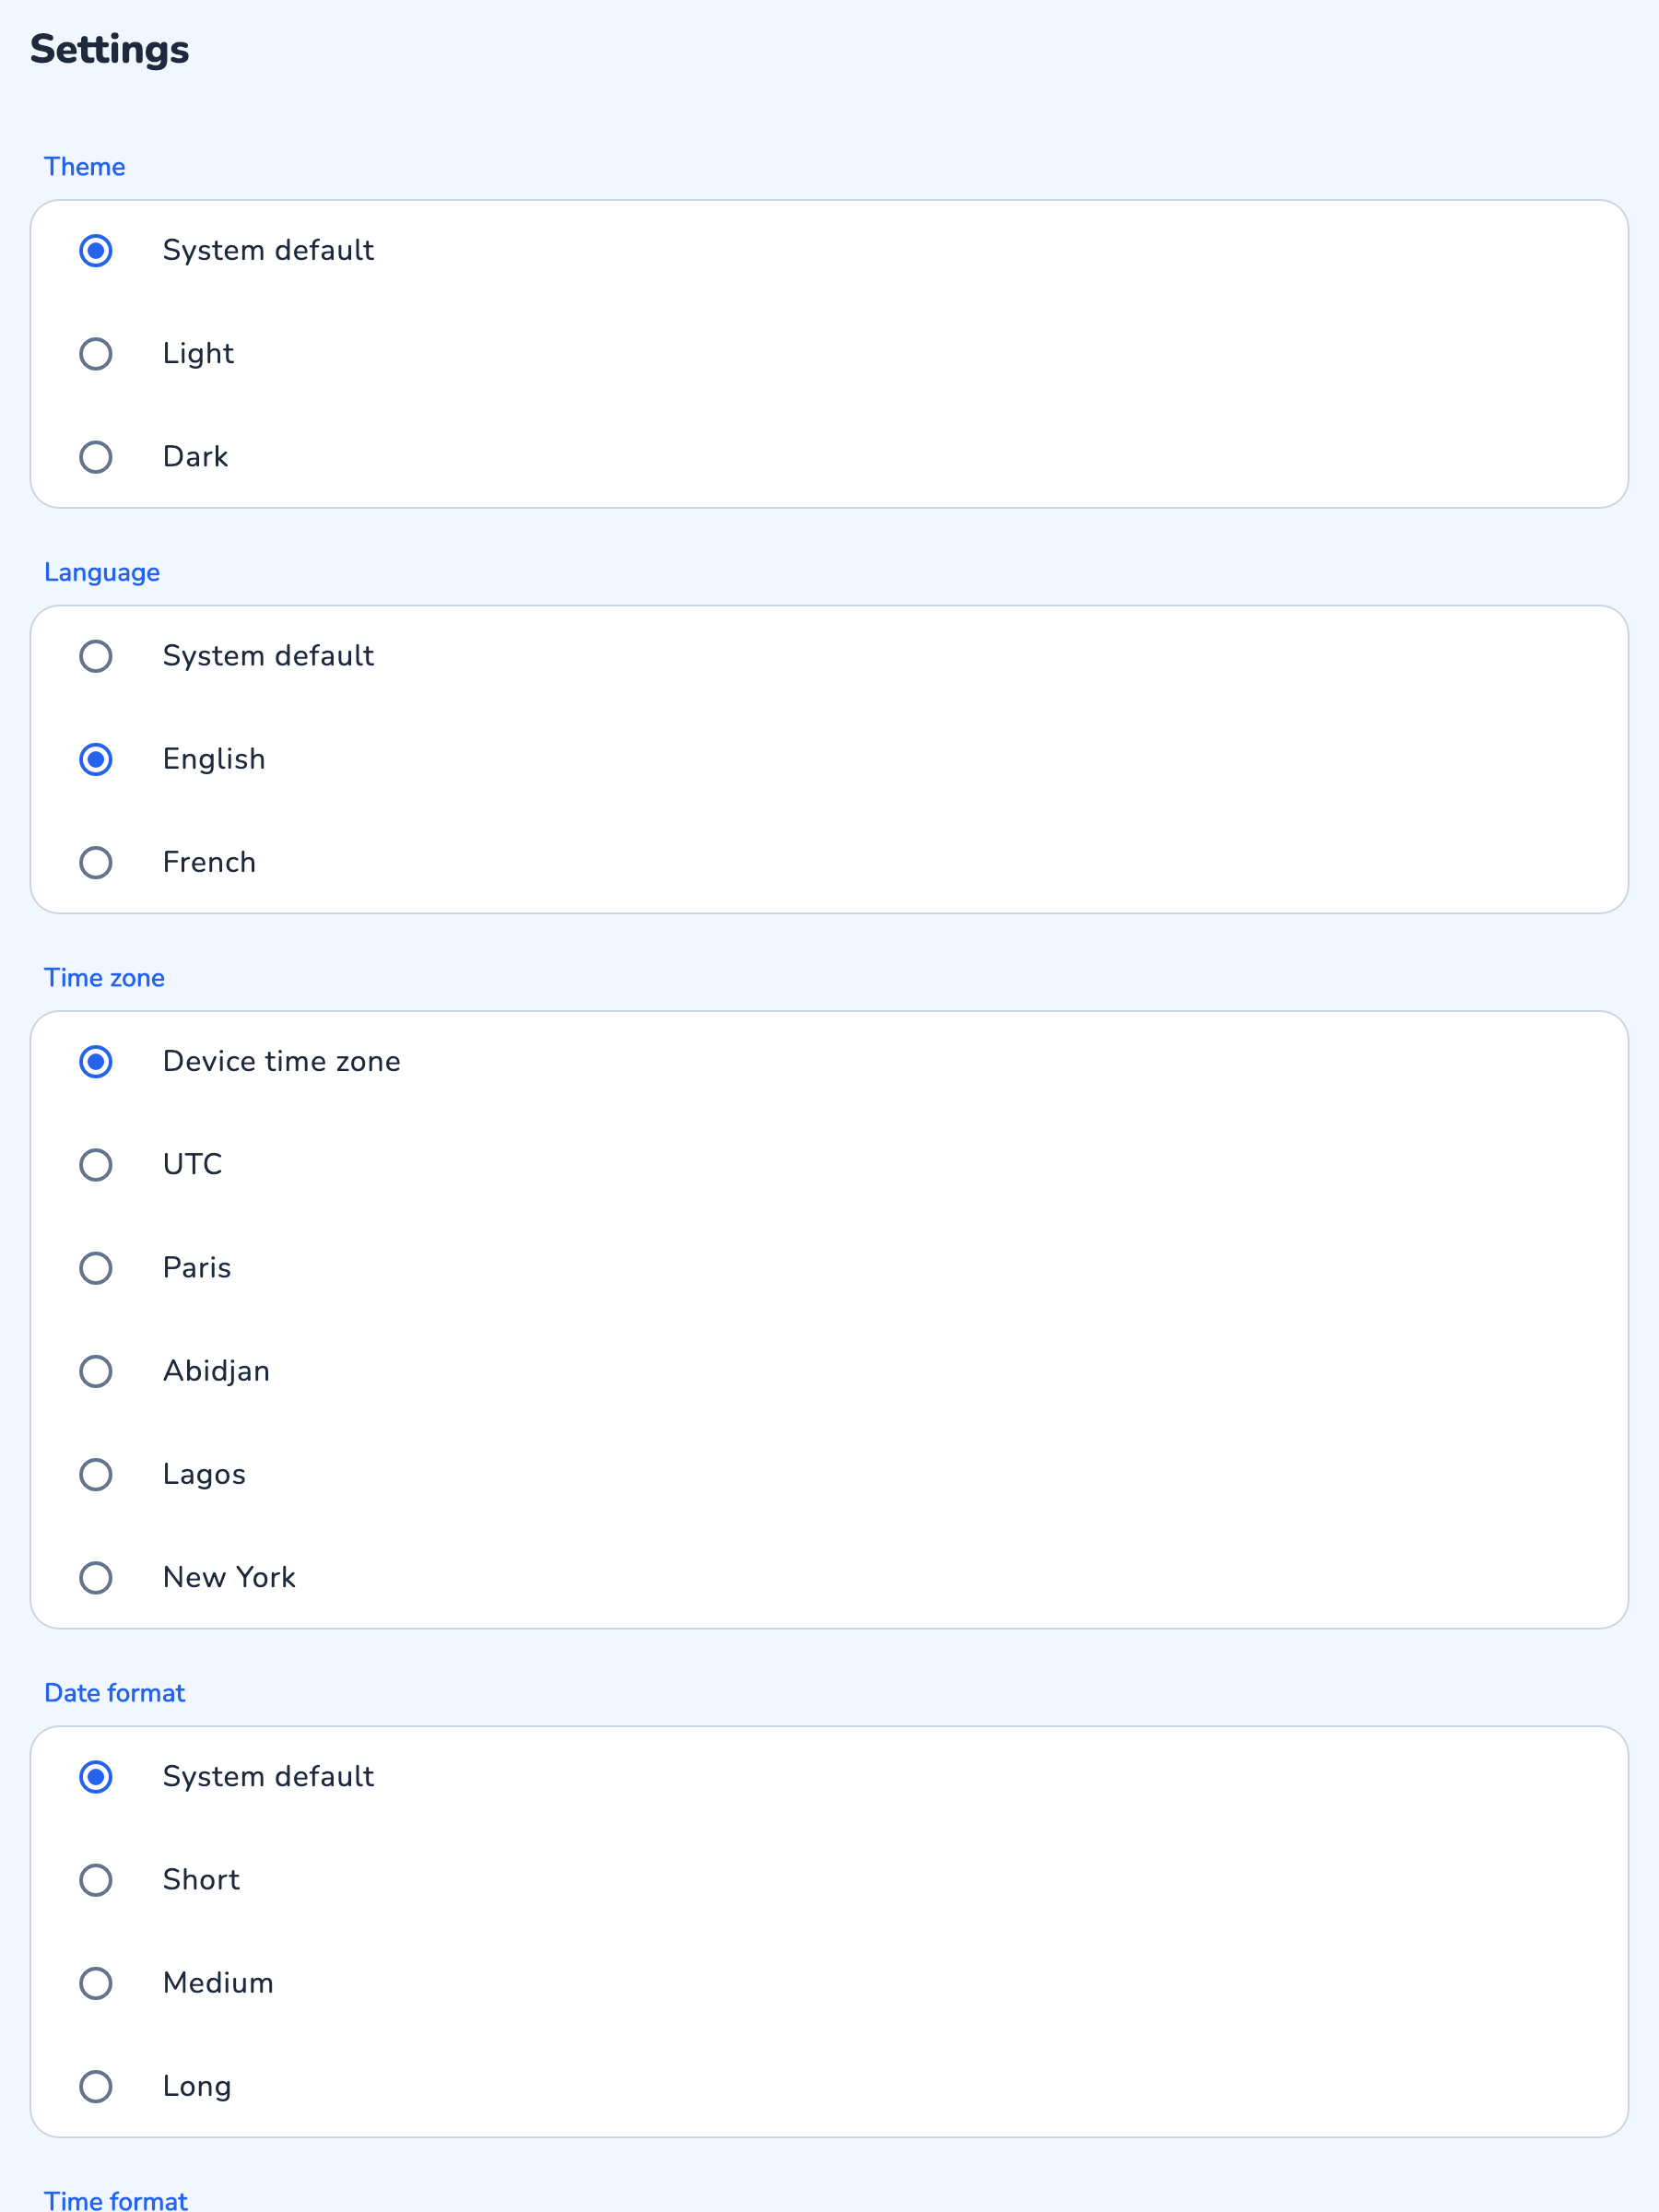 Settings
Theme
System default
Light
Dark
Language
System default
English
French
Time zone
Device time zone
UTC
Paris
Abidjan
Lagos
New York
Date format
System default
Short
Medium
Long
Time format